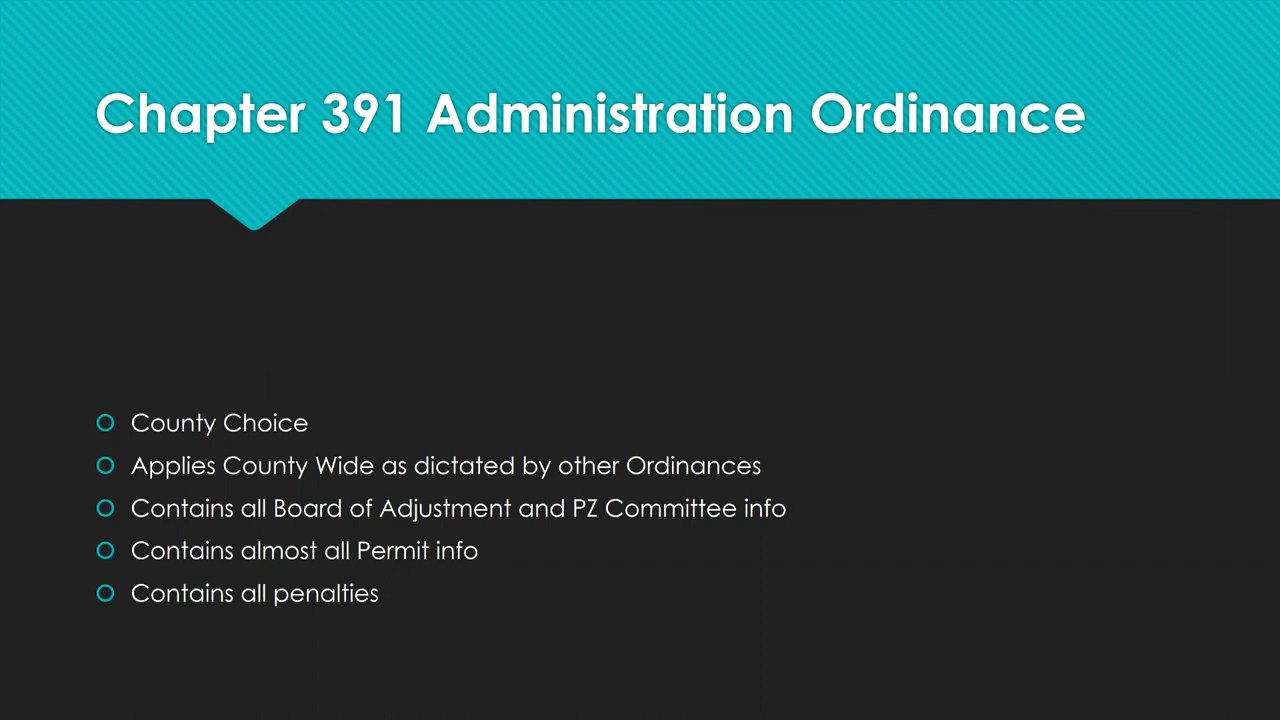 Chapter 391 Administration Ordinance
County Choice
Applies County Wide as dictated by other Ordinances
Contains all Board of Adjustment and PZ Committee info
Contains almost all Permit info
Contains all penalties